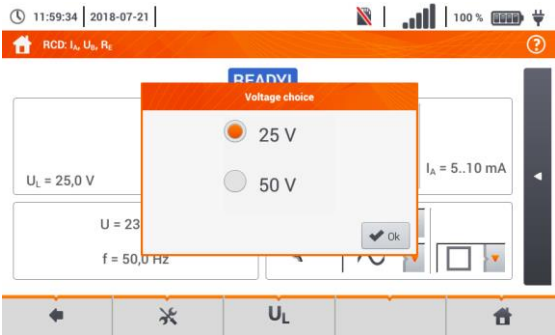 11:59:34 2018-07-21 100 %
RCD: IA, UB, RE
READY!
Voltage choice
25 V
50 V
UL = 25,0 V
IA = 5..10 mA
U = 23
Ok
f = 50,0 Hz
UL